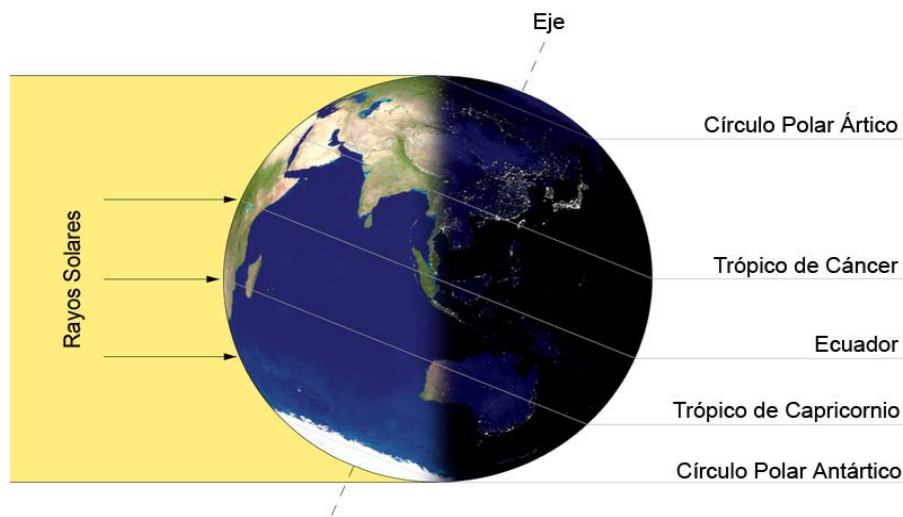 Eje
Círculo Polar Ártico
Rayos Solares
Trópico de Cáncer
Ecuador
Trópico de Capricornio
Círculo Polar Antártico